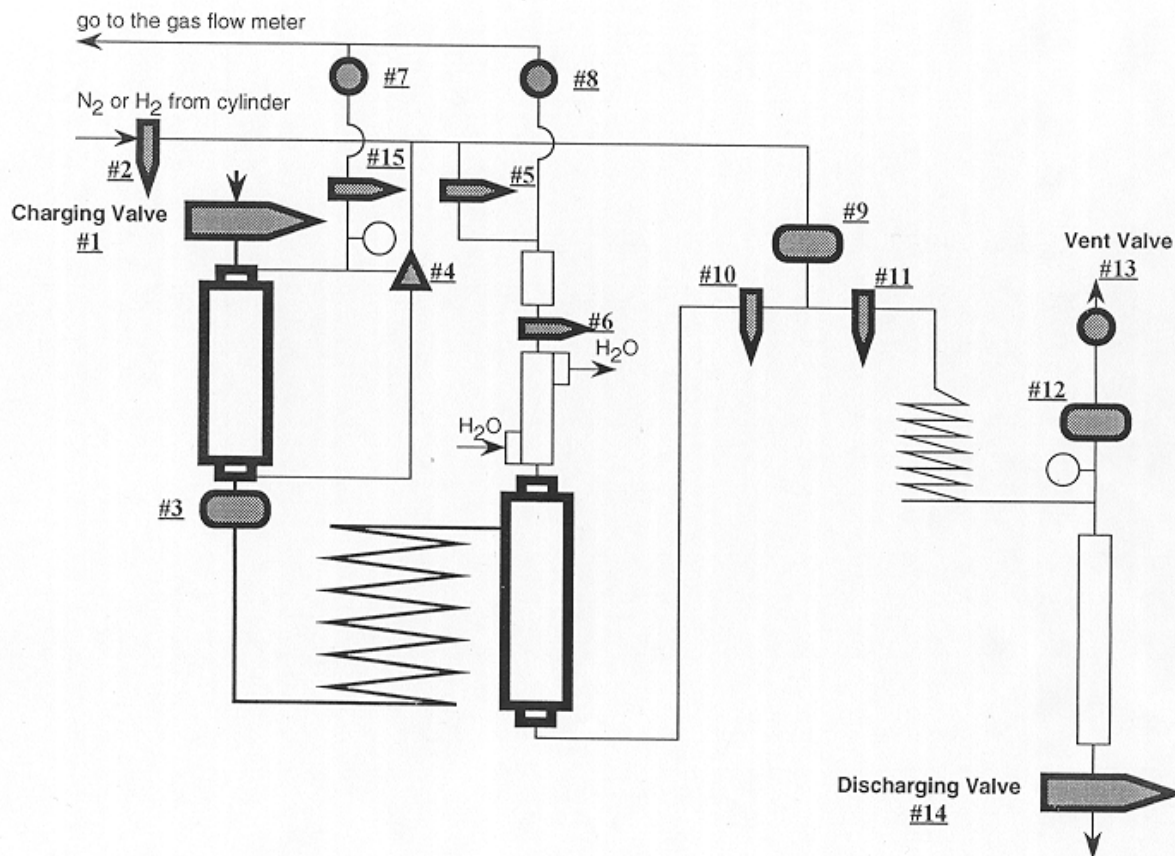 go to the gas flow meter
#7
#8
N2 or H2 from cylinder
#2
#15
#5
Charging Valve
#1
#9
Vent Valve
#13
#4
#10
#11
#6
H2O
#12
H2O
#3
Discharging Valve
#14